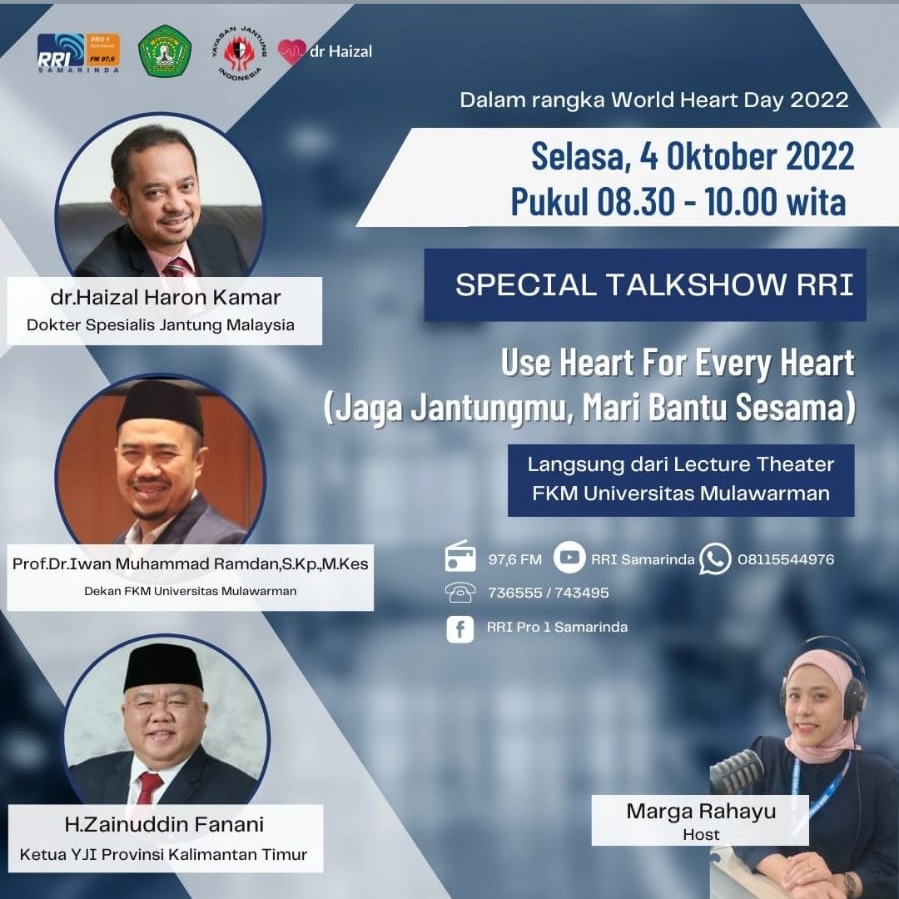 RRI
SAMARINDA
PRO 1
FM 97,6
YAYASAN JANTUNG
INDONESIA
dr Haizal
Dalam rangka World Heart Day 2022
Selasa, 4 Oktober 2022
Pukul 08.30 - 10.00 wita
SPECIAL TALKSHOW RRI
Use Heart For Every Heart
(Jaga Jantungmu, Mari Bantu Sesama)
Langsung dari Lecture Theater
FKM Universitas Mulawarman
97,6 FM
RRI Samarinda
08115544976
736555 / 743495
RRI Pro 1 Samarinda
dr.Haizal Haron Kamar
Dokter Spesialis Jantung Malaysia
Prof.Dr.Iwan Muhammad Ramdan,S.Kp.,M.Kes
Dekan FKM Universitas Mulawarman
H.Zainuddin Fanani
Ketua YJI Provinsi Kalimantan Timur
Marga Rahayu
Host